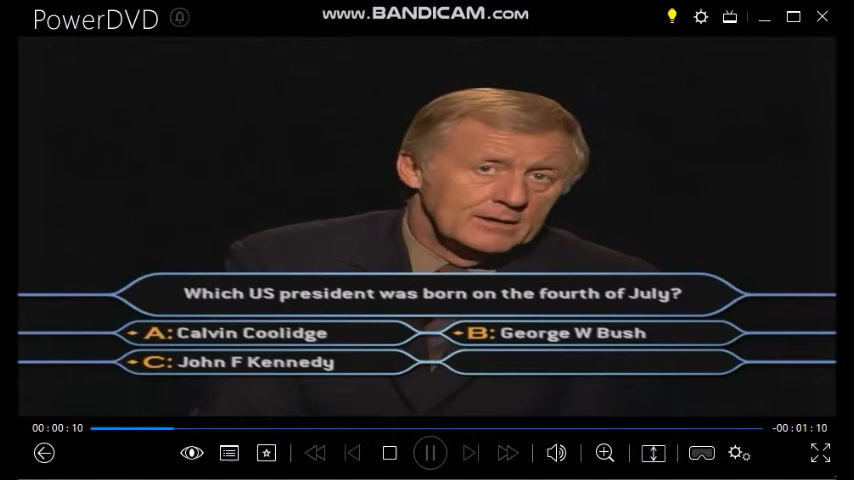 PowerDVD
www.BANDICAM.com
Which US president was born on the fourth of July?
A: Calvin Coolidge
B: George W Bush
C: John F Kennedy
00:00:10
-00:01:10